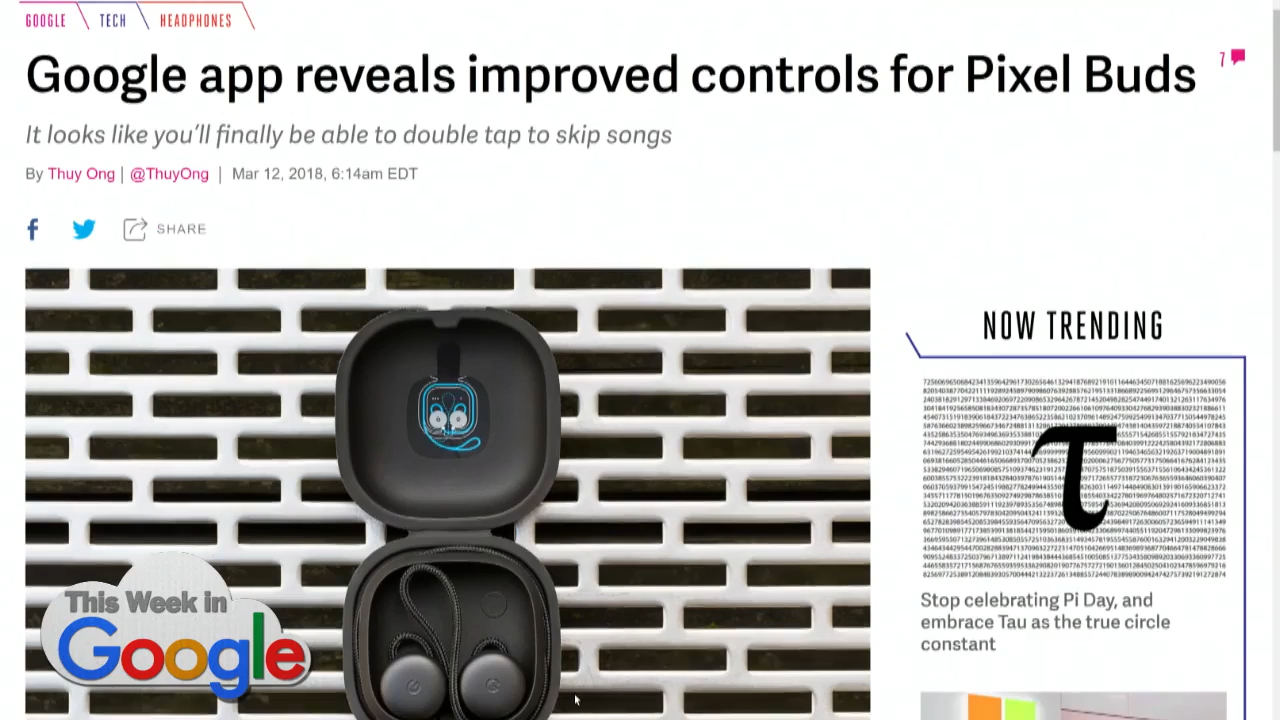 GOOGLE
TECH
HEADPHONES
Google app reveals improved controls for Pixel Buds
7
It looks like you'll finally be able to double tap to skip songs
By Thuy Ong | @ThuyOng | Mar 12, 2018, 6:14am EDT
SHARE
NOW TRENDING
τ
Stop celebrating Pi Day, and
embrace Tau as the true circle
constant
This Week in
Google